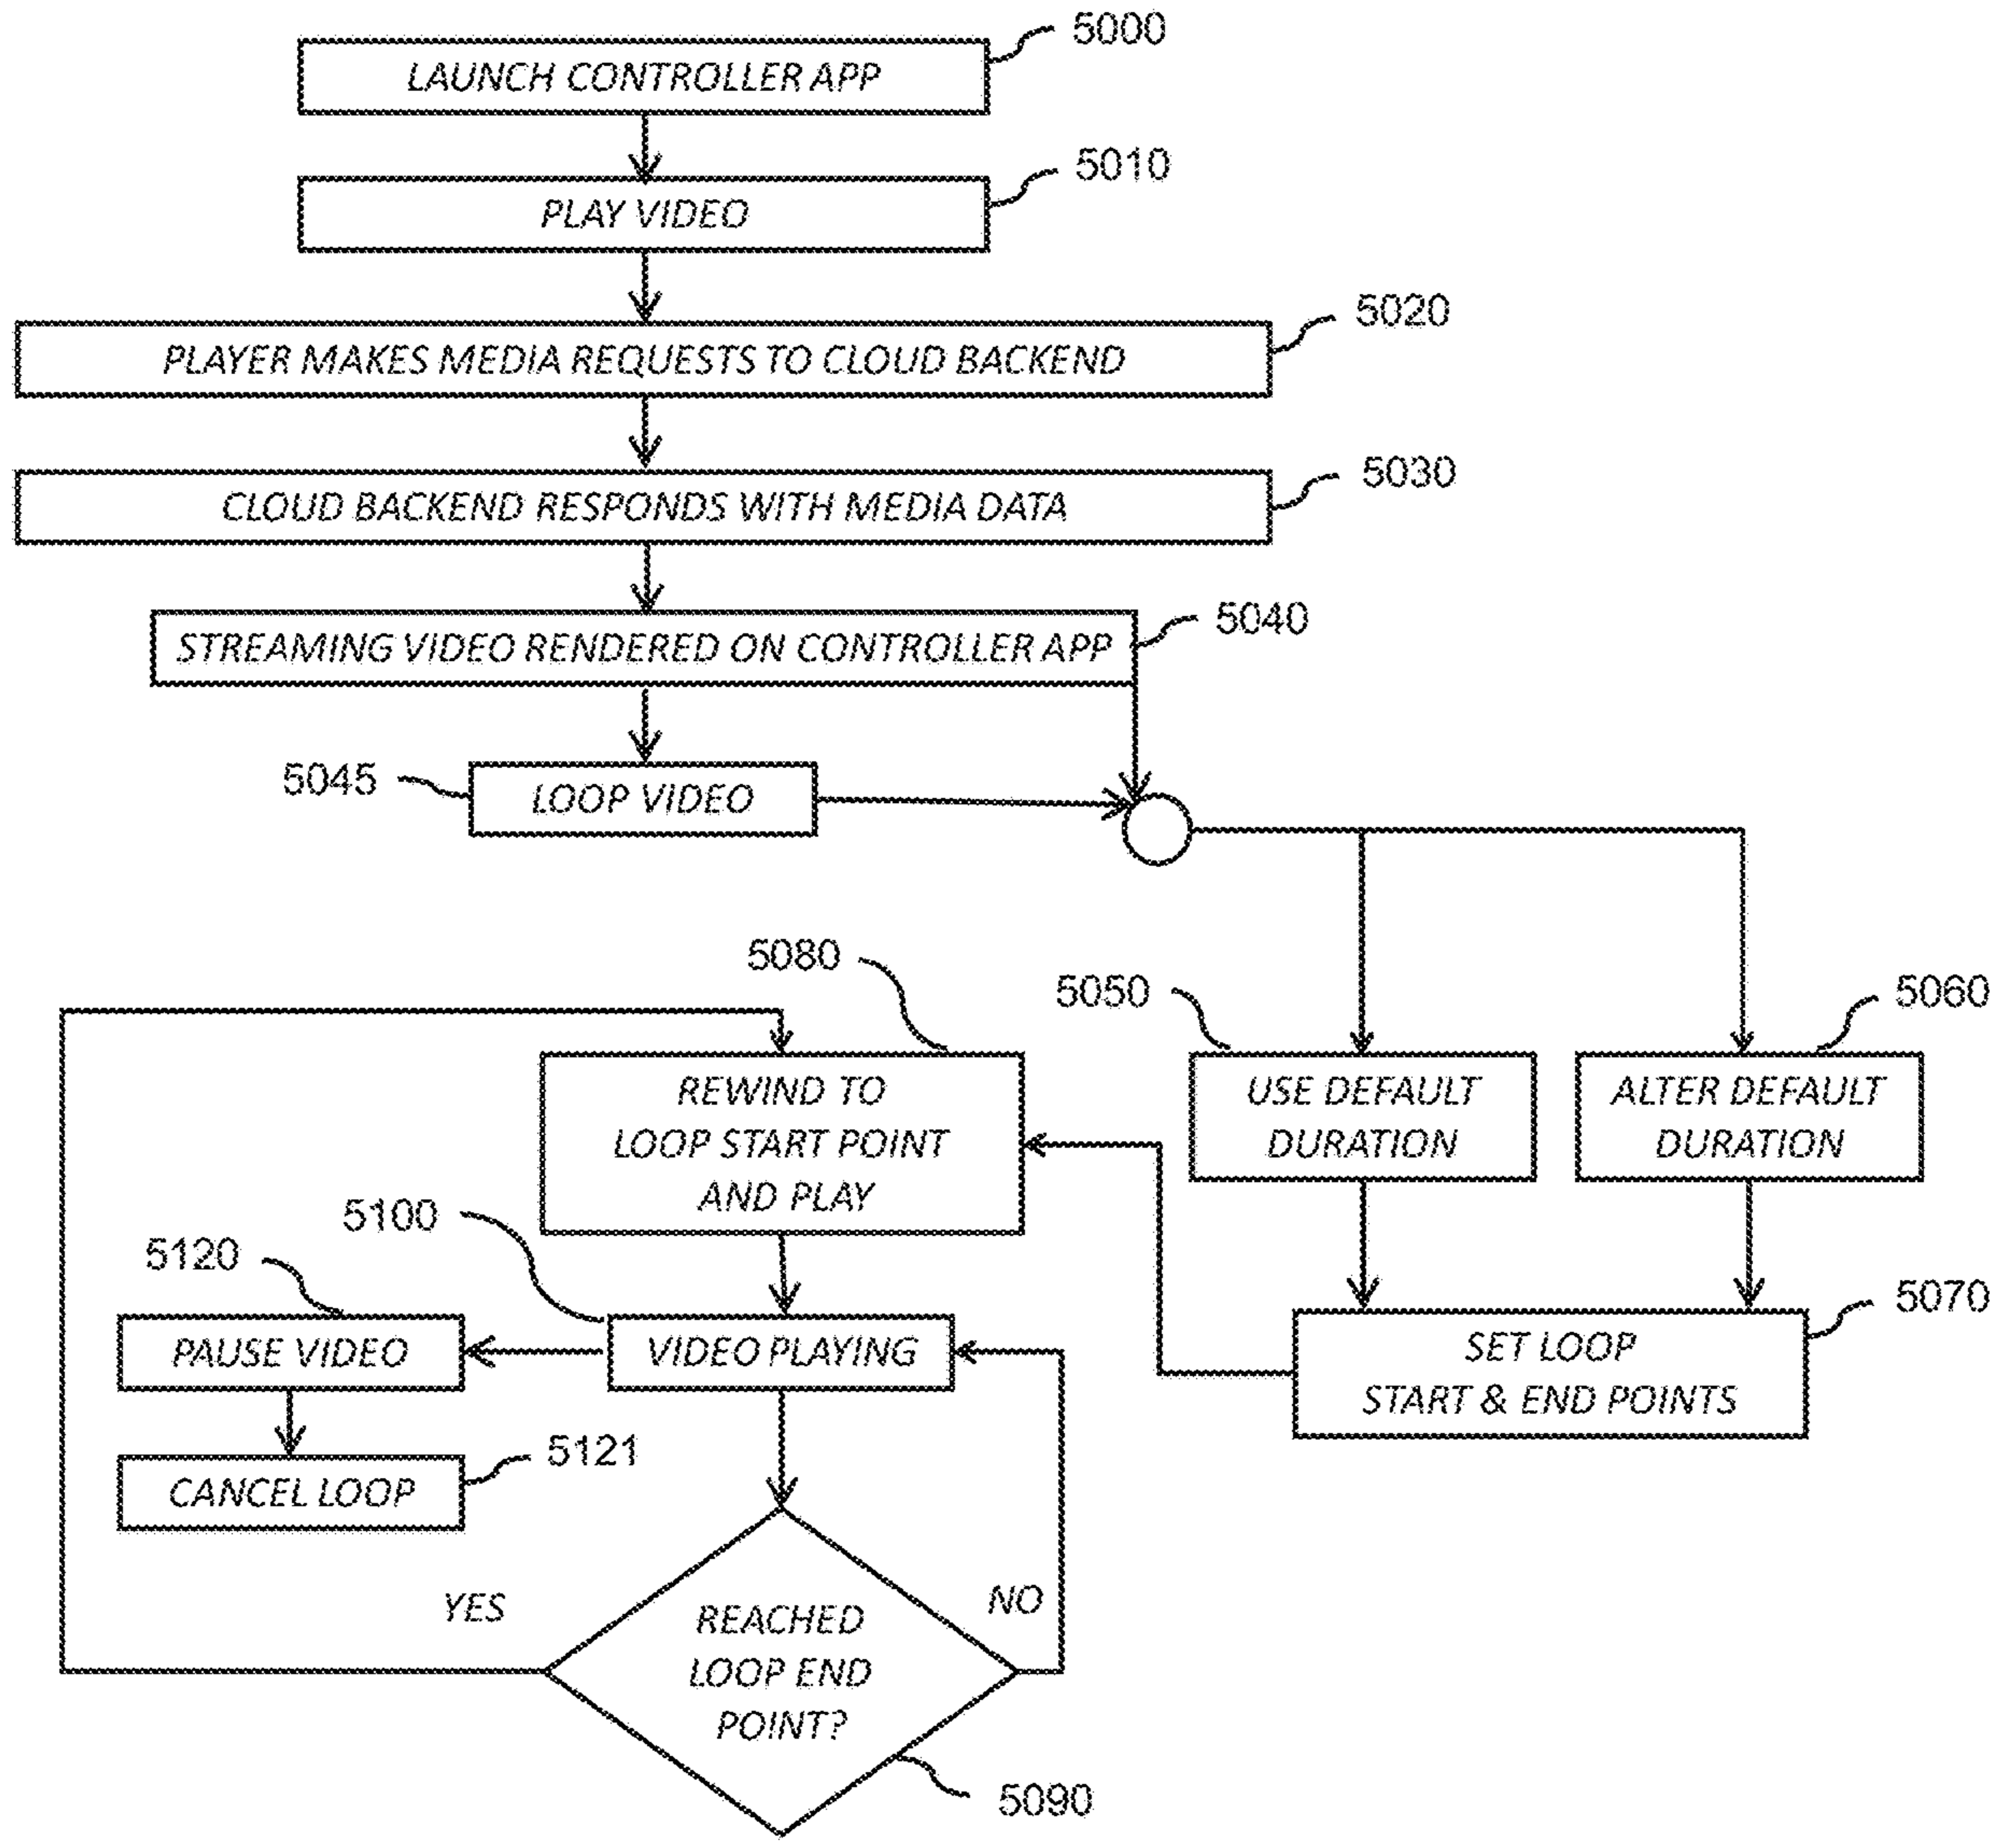 5000
LAUNCH CONTROLLER APP
5010
PLAY VIDEO
5020
PLAYER MAKES MEDIA REQUESTS TO CLOUD BACKEND
5030
CLOUD BACKEND RESPONDS WITH MEDIA DATA
5040
STREAMING VIDEO RENDERED ON CONTROLLER APP
5045
LOOP VIDEO
5080
5050
5060
REWIND TO
LOOP START POINT
AND PLAY
USE DEFAULT
DURATION
ALTER DEFAULT
DURATION
5100
5120
PAUSE VIDEO
VIDEO PLAYING
5070
SET LOOP
START & END POINTS
5121
CANCEL LOOP
YES
NO
REACHED
LOOP END
POINT?
5090